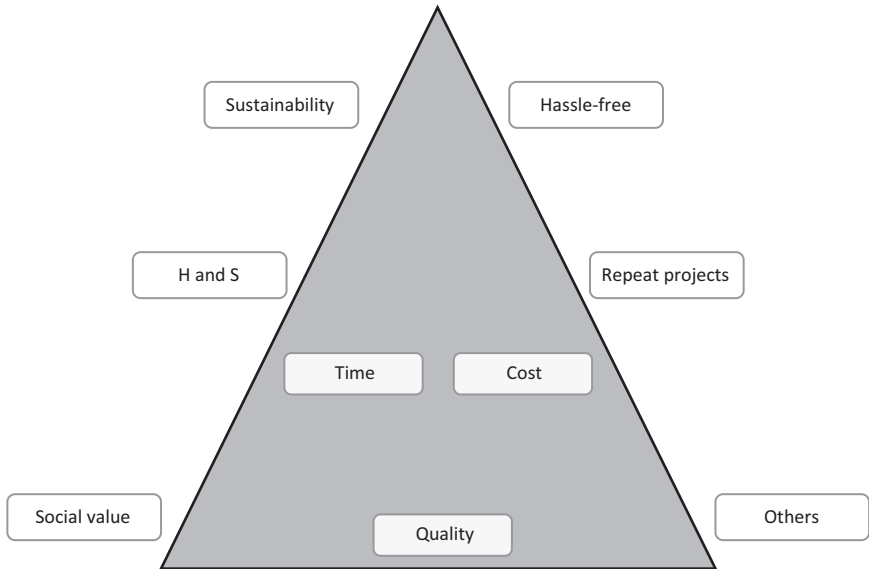 Sustainability
Hassle-free
H and S
Repeat projects
Time
Cost
Social value
Others
Quality